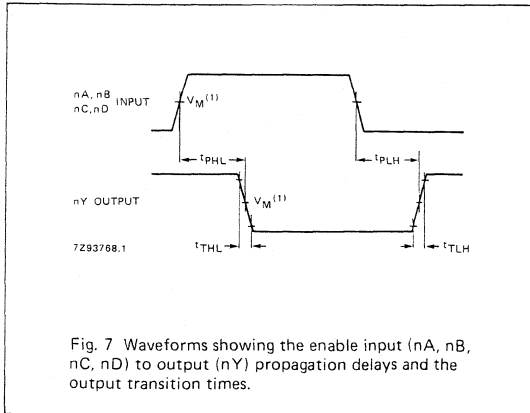 nA, nB
nC, nD INPUT
VM(1)
tPHL
tPLH
nY OUTPUT
VM(1)
7Z93768.1
tTHL
tTLH
Fig. 7 Waveforms showing the enable input (nA, nB,
nC, nD) to output (nY) propagation delays and the
output transition times.